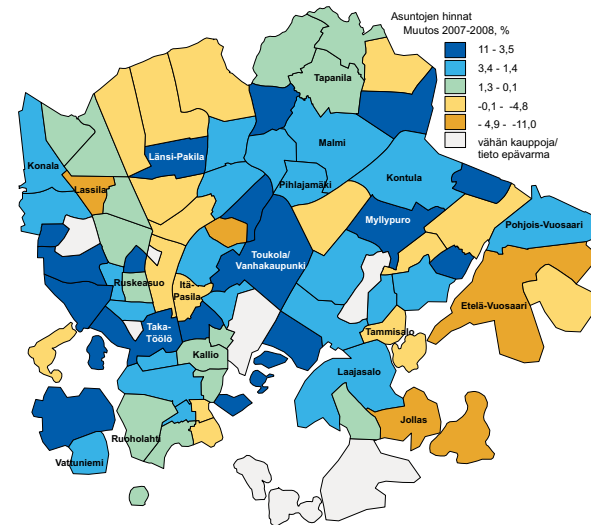 Asuntojen hinnat
Muutos 2007-2008, %
11 - 3,5
3,4 - 1,4
1,3 - 0,1
-0,1 - -4,8
- 4,9 - -11,0
vähän kauppoja/
tieto epävarma
Tapanila
Malmi
Länsi-Pakila
Konala
Pihlajamäki
Kontula
Lassila
Myllypuro
Pohjois-Vuosaari
Toukola/
Vanhakaupunki
Ruskeasuo
Itä-
Pasila
Etelä-Vuosaari
Taka-
Töölö
Tammisalo
Kallio
Laajasalo
Jollas
Ruoholahti
Vattuniemi